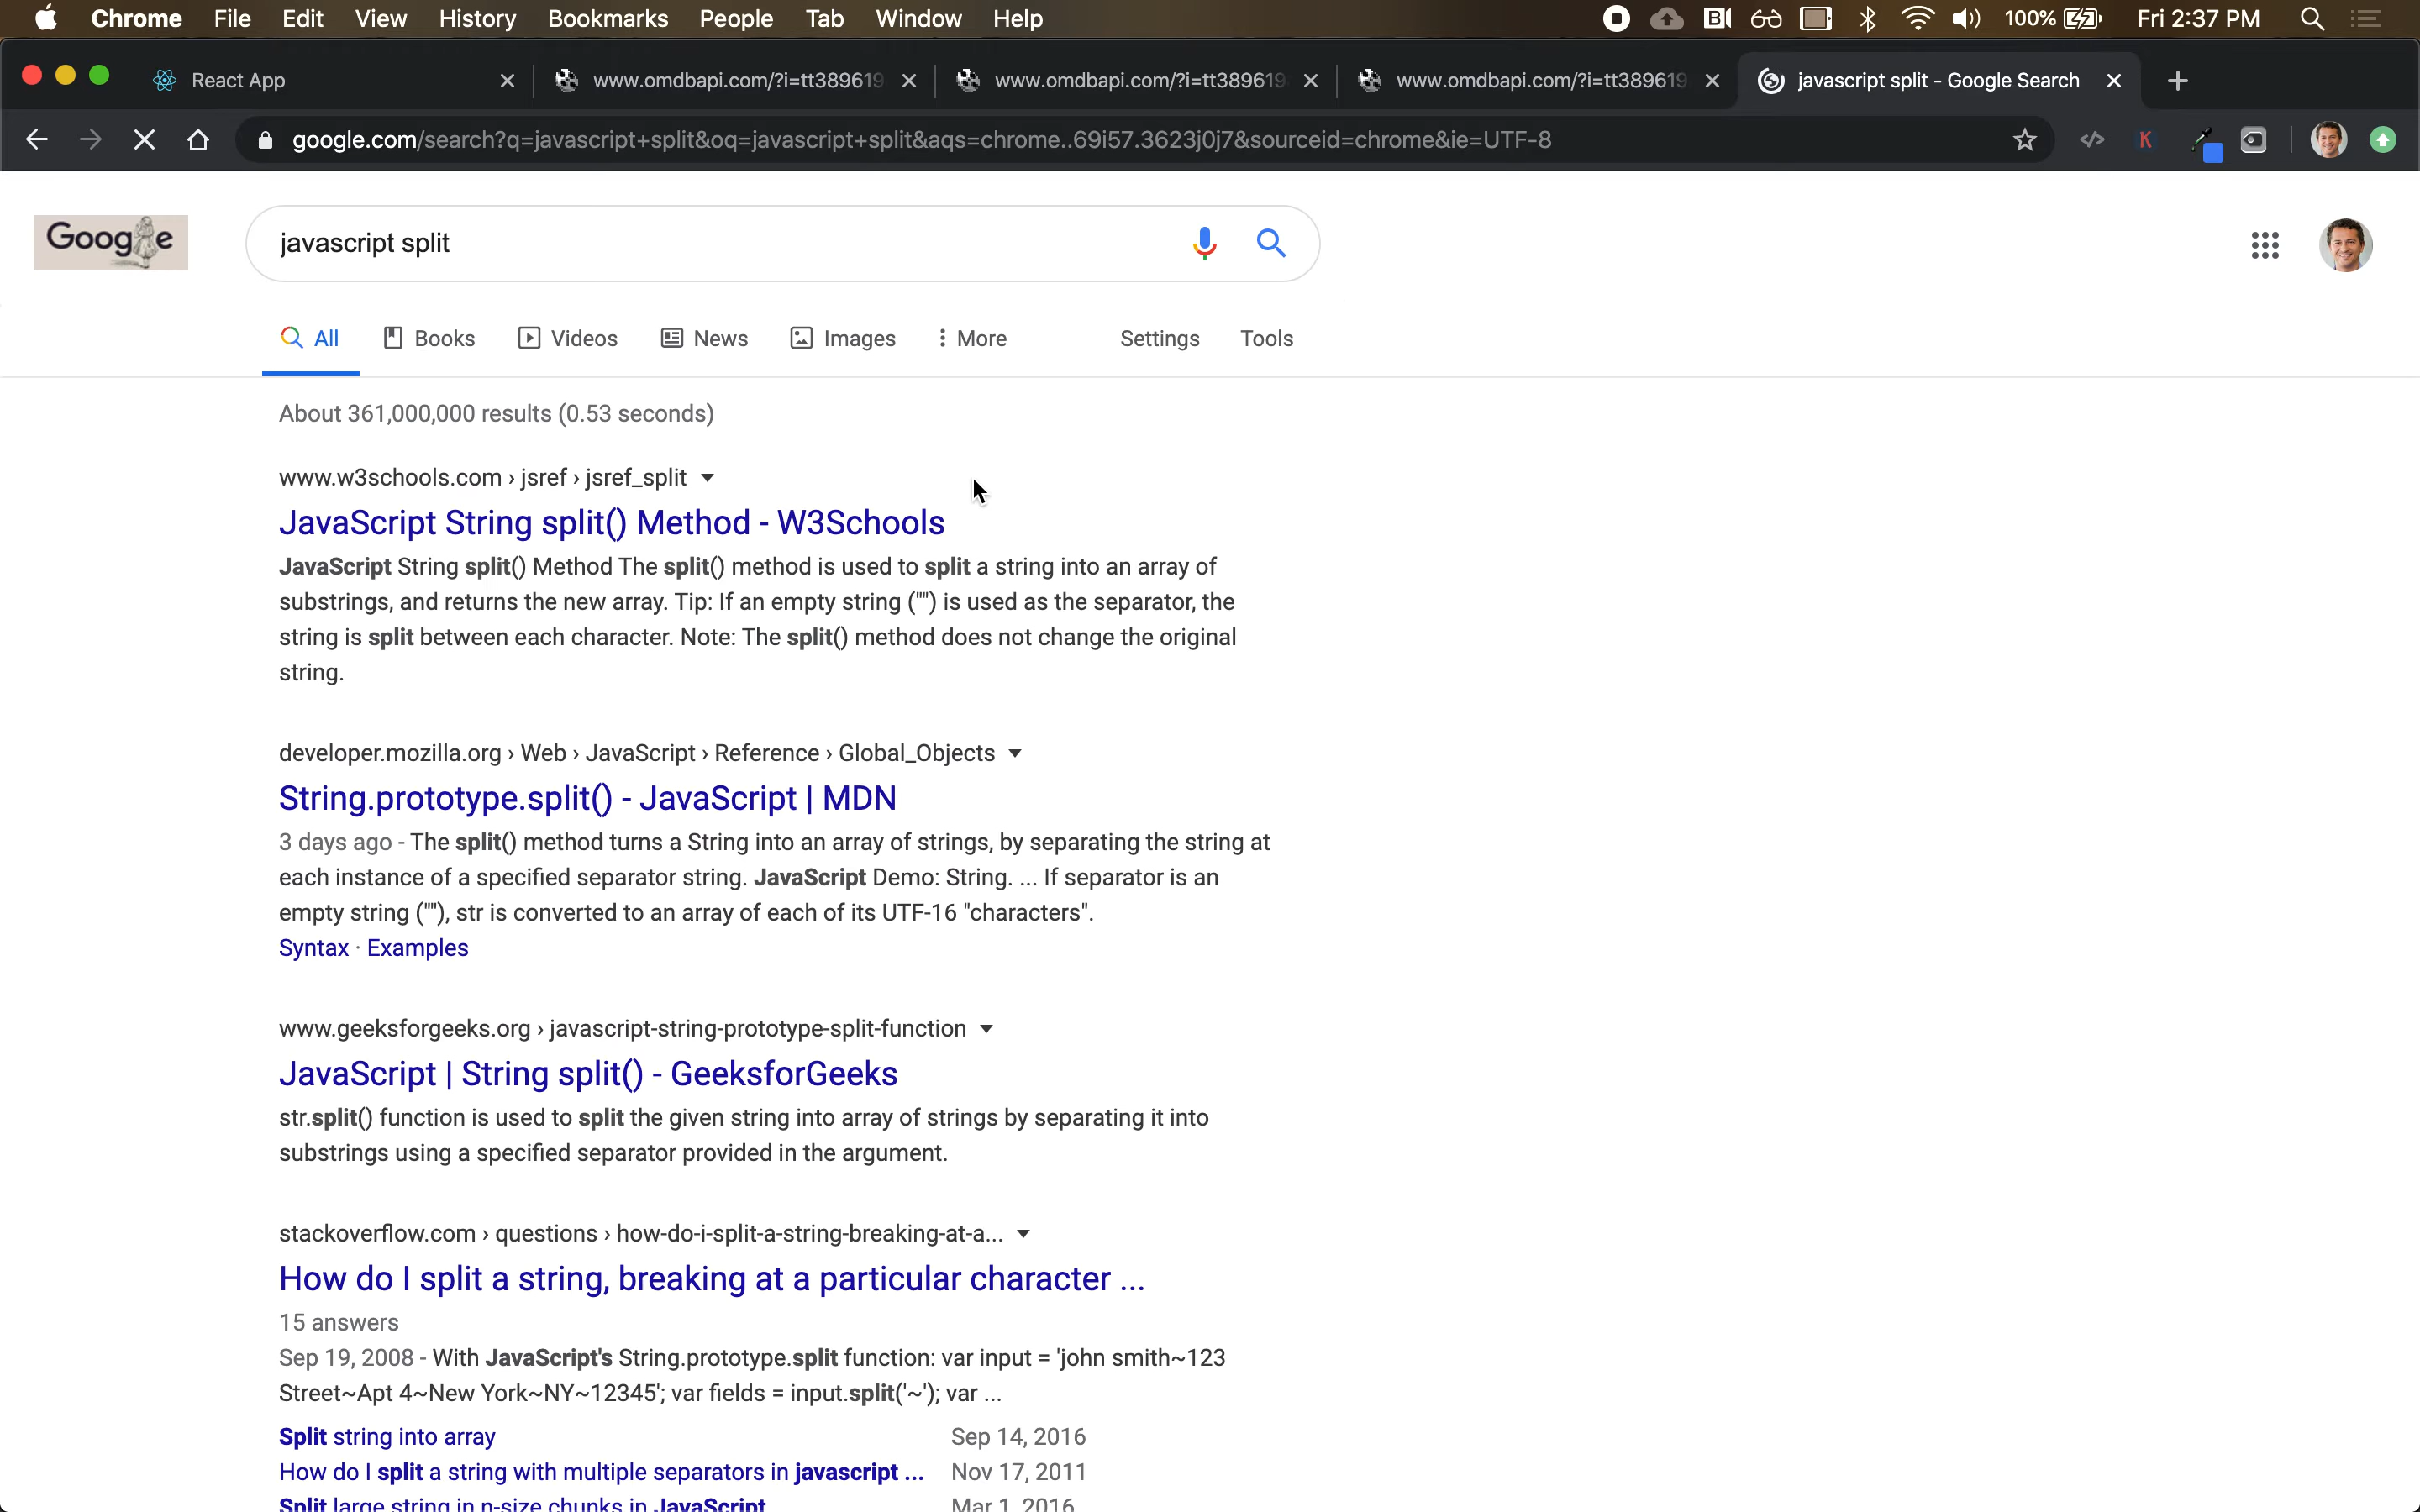 Chrome File Edit View History Bookmarks People Tab Window Help 100% Fri 2:37 PM
React App www.omdbapi.com/?i=tt389619 www.omdbapi.com/?i=tt389619 www.omdbapi.com/?i=tt389619 javascript split - Google Search
google.com/search?q=javascript+split&oq=javascript+split&aqs=chrome..69i57.3623j0j7&sourceid=chrome&ie=UTF-8
Google javascript split
All Books Videos News Images More Settings Tools
About 361,000,000 results (0.53 seconds)
www.w3schools.com › jsref › jsref_split
JavaScript String split() Method - W3Schools
JavaScript String split() Method The split() method is used to split a string into an array of
substrings, and returns the new array. Tip: If an empty string ("") is used as the separator, the
string is split between each character. Note: The split() method does not change the original
string.
developer.mozilla.org › Web › JavaScript › Reference › Global_Objects
String.prototype.split() - JavaScript | MDN
3 days ago - The split() method turns a String into an array of strings, by separating the string at
each instance of a specified separator string. JavaScript Demo: String. ... If separator is an
empty string (""), str is converted to an array of each of its UTF-16 "characters".
Syntax · Examples
www.geeksforgeeks.org › javascript-string-prototype-split-function
JavaScript | String split() - GeeksforGeeks
str.split() function is used to split the given string into array of strings by separating it into
substrings using a specified separator provided in the argument.
stackoverflow.com › questions › how-do-i-split-a-string-breaking-at-a...
How do I split a string, breaking at a particular character ...
15 answers
Sep 19, 2008 - With JavaScript's String.prototype.split function: var input = 'john smith~123
Street~Apt 4~New York~NY~12345'; var fields = input.split('~'); var ...
Split string into array Sep 14, 2016
How do I split a string with multiple separators in javascript ... Nov 17, 2011
Split large string in n-size chunks in JavaScript Mar 1, 2016